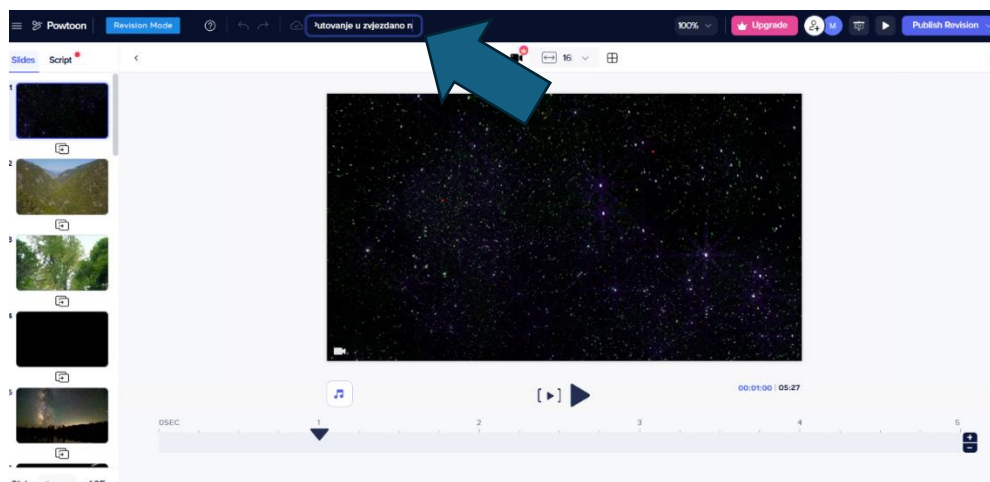 Powtoon Revision Mode Putovanje u zvjezdano n 100% Upgrade M Publish Revision
Slides Script 16:
1
2
3
4
5
00:01:00 05:27
0SEC 1 2 3 4 5